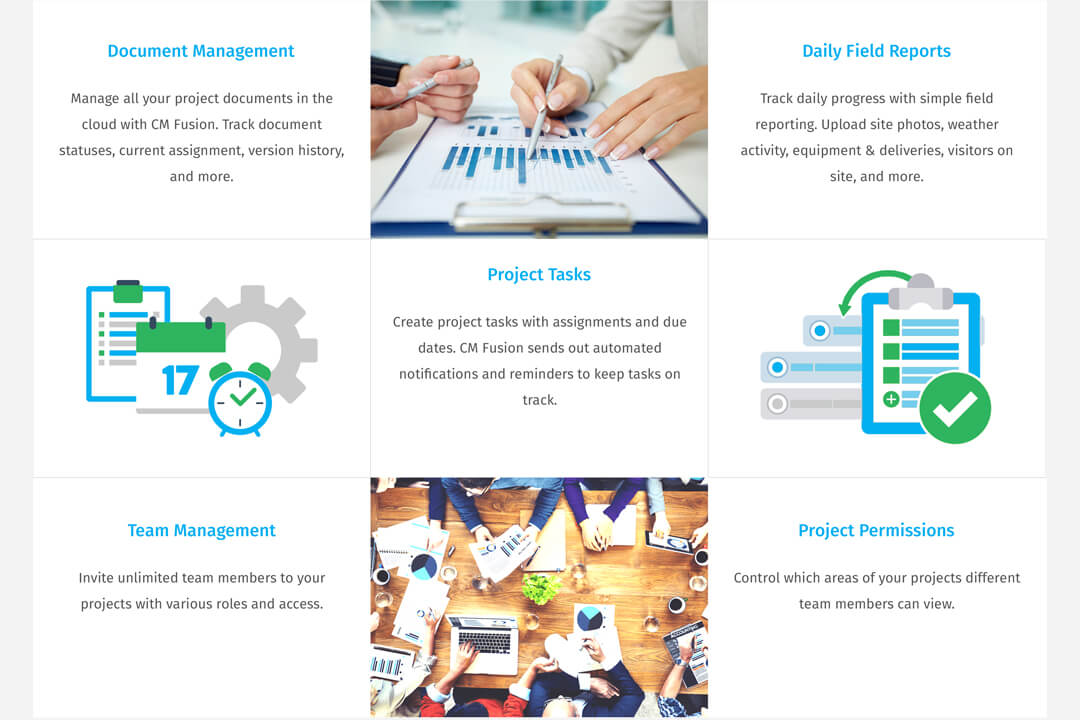 Document Management
Manage all your project documents in the
cloud with CM Fusion. Track document
statuses, current assignment, version history,
and more.
Daily Field Reports
Track daily progress with simple field
reporting. Upload site photos, weather
activity, equipment & deliveries, visitors on
site, and more.
17
Project Tasks
Create project tasks with assignments and due
dates. CM Fusion sends out automated
notifications and reminders to keep tasks on
track.
Team Management
Invite unlimited team members to your
projects with various roles and access.
ACCOUNTING
Project Permissions
Control which areas of your projects different
team members can view.